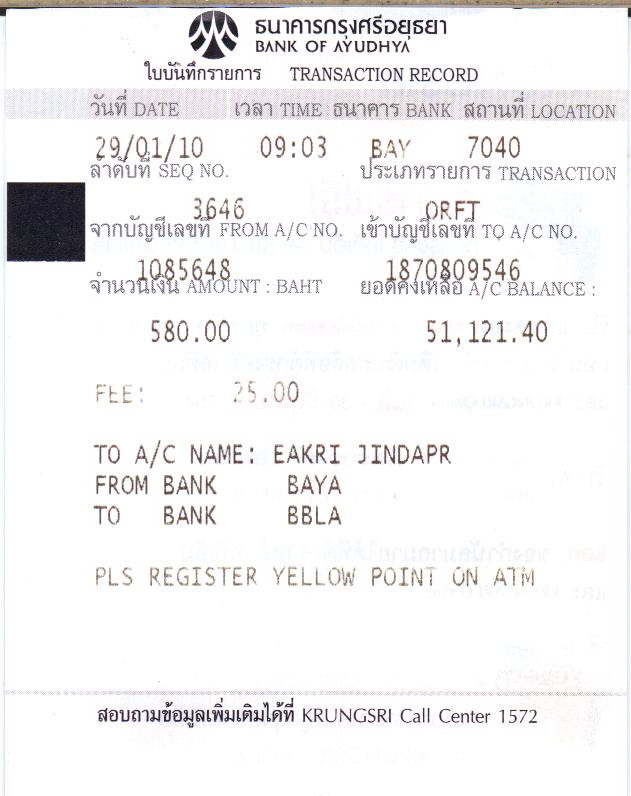 ธนาคารกรุงศรีอยุธยา
BANK OF AYUDHYA
ใบบันทึกรายการ TRANSACTION RECORD
วันที่ DATE เวลา TIME ธนาคาร BANK สถานที่ LOCATION
29/01/10 09:03 BAY 7040
ลำดับที่ SEQ NO. ประเภทรายการ TRANSACTION
3646 ORFT
จากบัญชีเลขที่ FROM A/C NO. เข้าบัญชีเลขที่ TO A/C NO.
1085648 1870809546
จำนวนเงิน AMOUNT : BAHT ยอดคงเหลือ A/C BALANCE :
580.00 51,121.40
FEE: 25.00
TO A/C NAME: EAKRI JINDAPR
FROM BANK BAYA
TO BANK BBLA
PLS REGISTER YELLOW POINT ON ATM
สอบถามข้อมูลเพิ่มเติมได้ที่ KRUNGSRI Call Center 1572